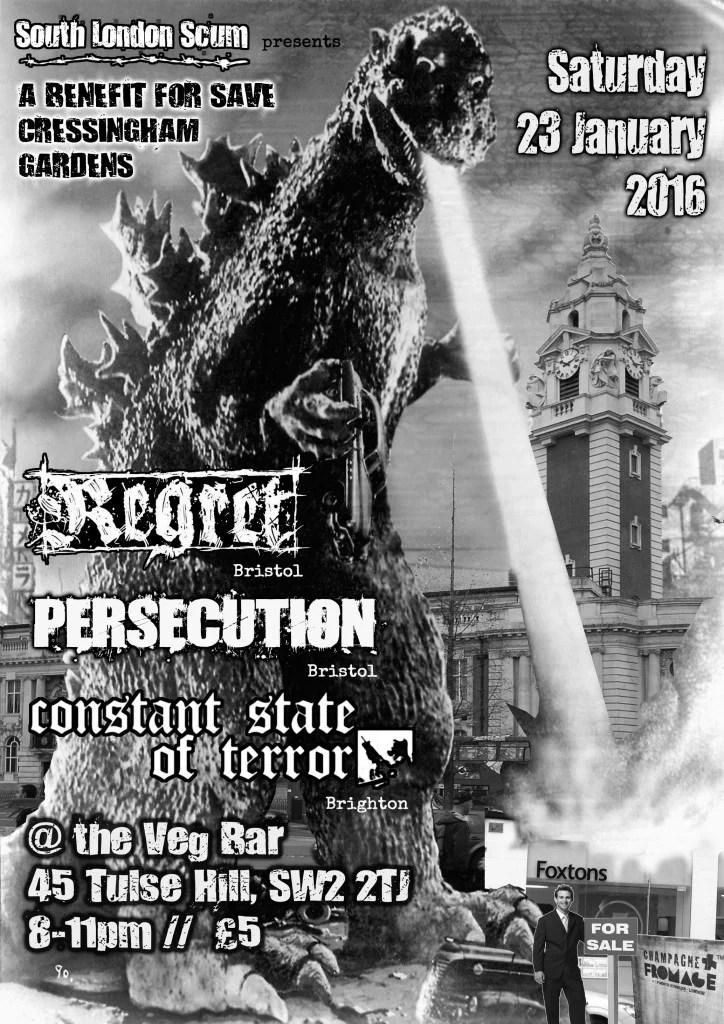 South London Scum presents
A BENEFIT FOR SAVE
CRESSINGHAM
GARDENS
Saturday
23 January
2016
Regret
Bristol
PERSECUTION
Bristol
constant state
of terror
Brighton
@ the Veg Bar
45 Tulse Hill, SW2 2TJ
8-11pm // £5
90.
Foxtons
FOR
SALE
CHAMPAGNE +
FROMAGE